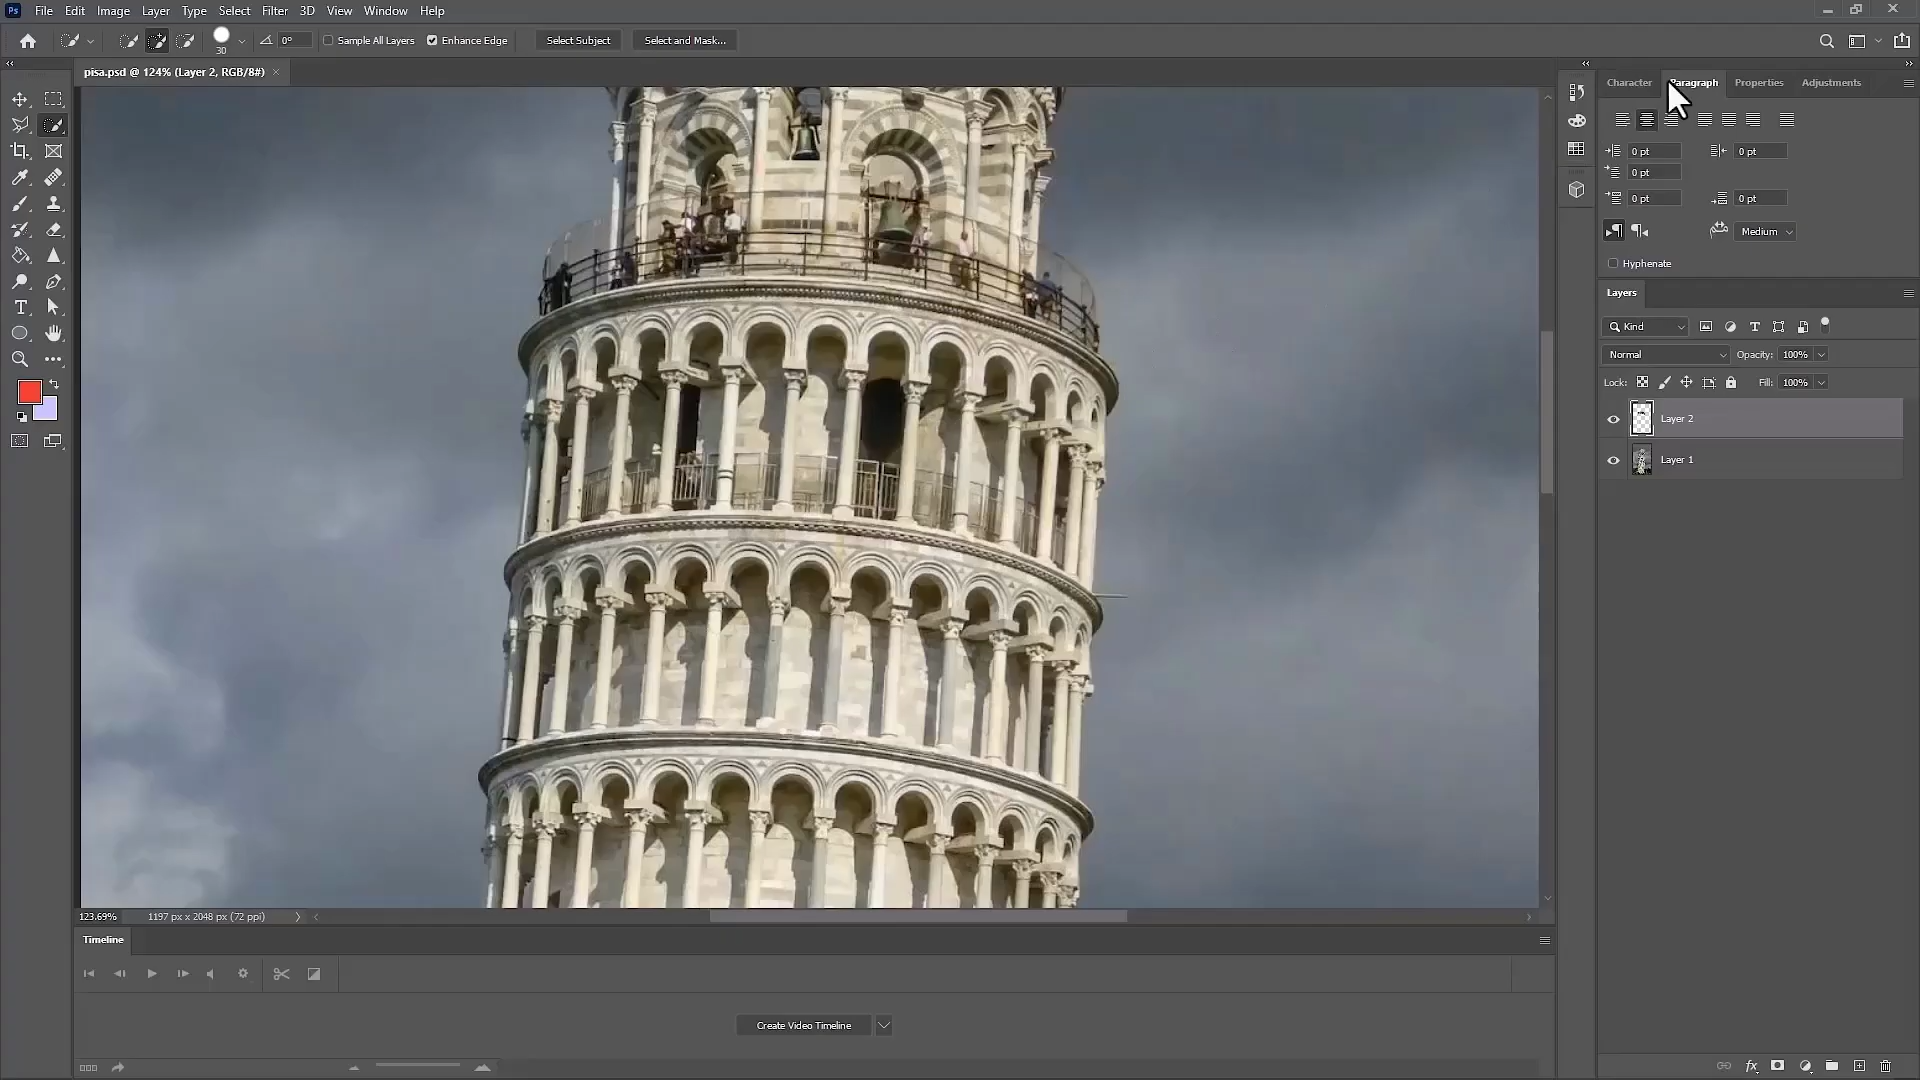 Ps File Edit Image Layer Type Select Filter 3D View Window Help
30 0° Sample All Layers Enhance Edge Select Subject Select and Mask...
pisa.psd @ 124% (Layer 2, RGB/8#) ×
Character Paragraph Properties Adjustments
0 pt 0 pt
0 pt
0 pt 0 pt
Medium
Hyphenate
Layers
Kind
Normal Opacity: 100%
Lock: Fill: 100%
Layer 2
Layer 1
123.69% 1197 px x 2048 px (72 ppi)
Timeline
Create Video Timeline